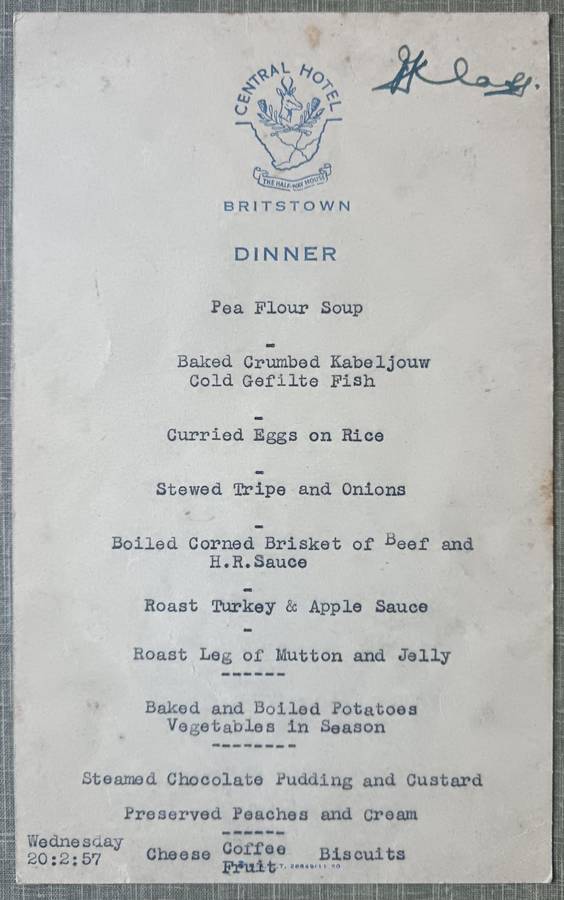 CENTRAL HOTEL
THE HALF-WAY HOUSE
BRITSTOWN
DINNER
Pea Flour Soup
-
Baked Crumbed Kabeljouw
Cold Gefilte Fish
-
Curried Eggs on Rice
-
Stewed Tripe and Onions
-
Boiled Corned Brisket of Beef and
H.R.Sauce
-
Roast Turkey & Apple Sauce
-
Roast Leg of Mutton and Jelly
------
Baked and Boiled Potatoes
Vegetables in Season
--------
Steamed Chocolate Pudding and Custard
Preserved Peaches and Cream
------
Wednesday
20:2:57
Coffee
Cheese Biscuits
Fruit